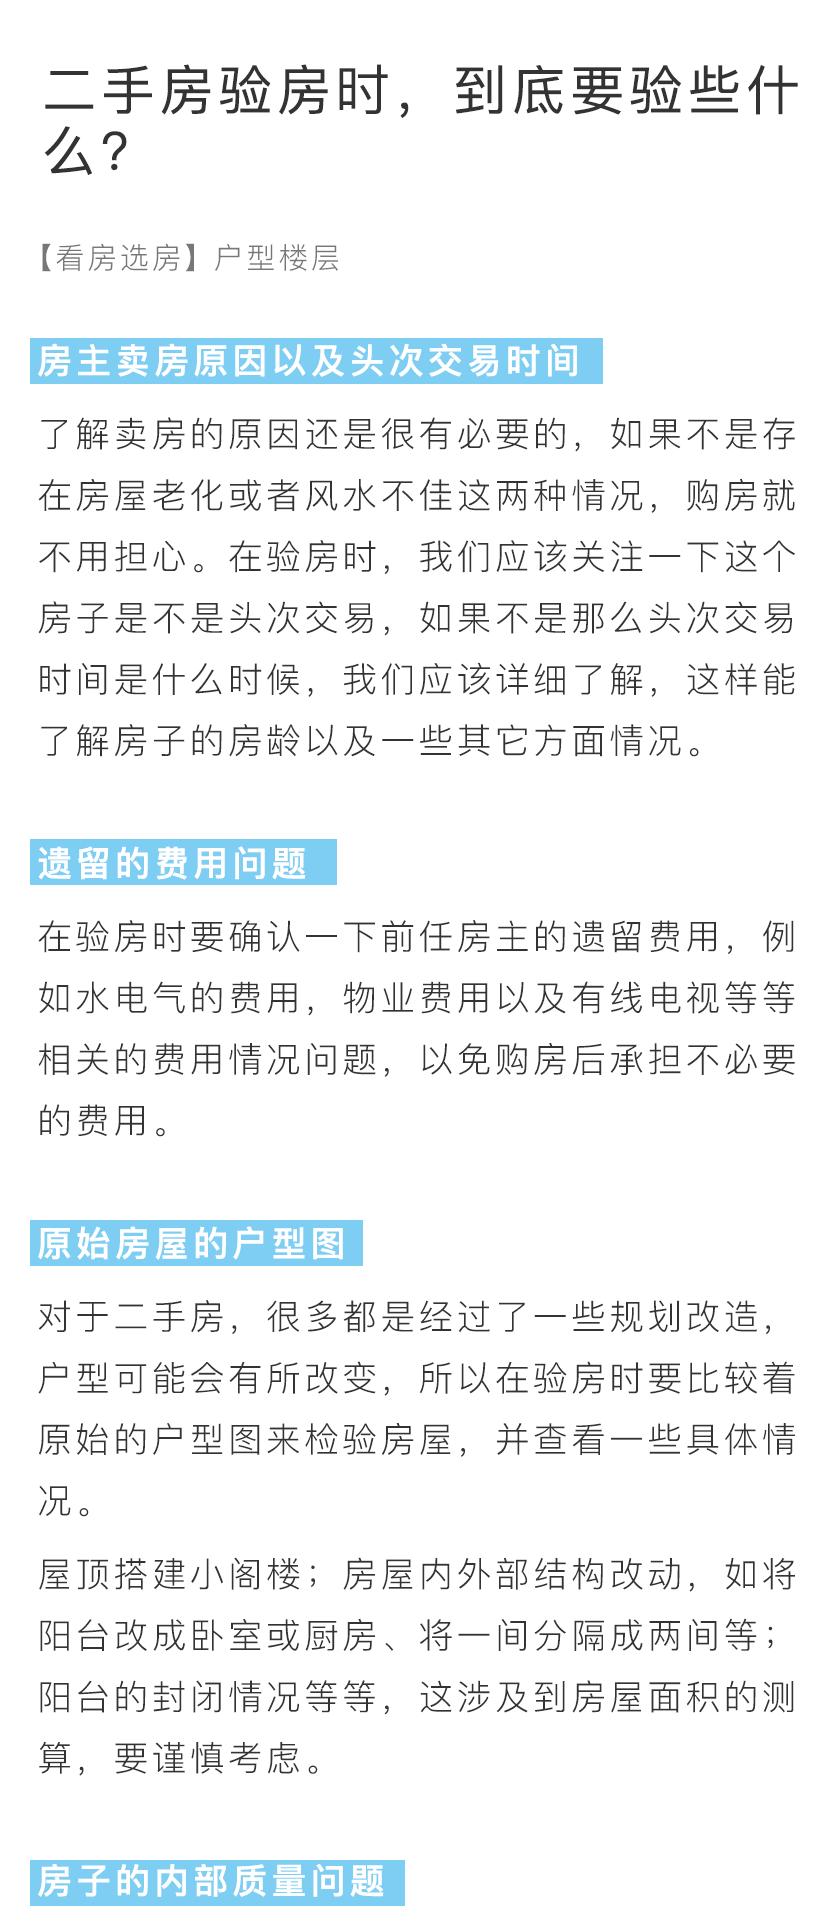 二手房验房时，到底要验些什
么？
【看房选房】户型楼层
房主卖房原因以及头次交易时间
了解卖房的原因还是很有必要的，如果不是存
在房屋老化或者风水不佳这两种情况，购房就
不用担心。在验房时，我们应该关注一下这个
房子是不是头次交易，如果不是那么头次交易
时间是什么时候，我们应该详细了解，这样能
了解房子的房龄以及一些其它方面情况。
遗留的费用问题
在验房时要确认一下前任房主的遗留费用，例
如水电气的费用，物业费用以及有线电视等等
相关的费用情况问题，以免购房后承担不必要
的费用。
原始房屋的户型图
对于二手房，很多都是经过了一些规划改造，
户型可能会有所改变，所以在验房时要比较着
原始的户型图来检验房屋，并查看一些具体情
况。
屋顶搭建小阁楼；房屋内外部结构改动，如将
阳台改成卧室或厨房、将一间分隔成两间等；
阳台的封闭情况等等，这涉及到房屋面积的测
算，要谨慎考虑。
房子的内部质量问题